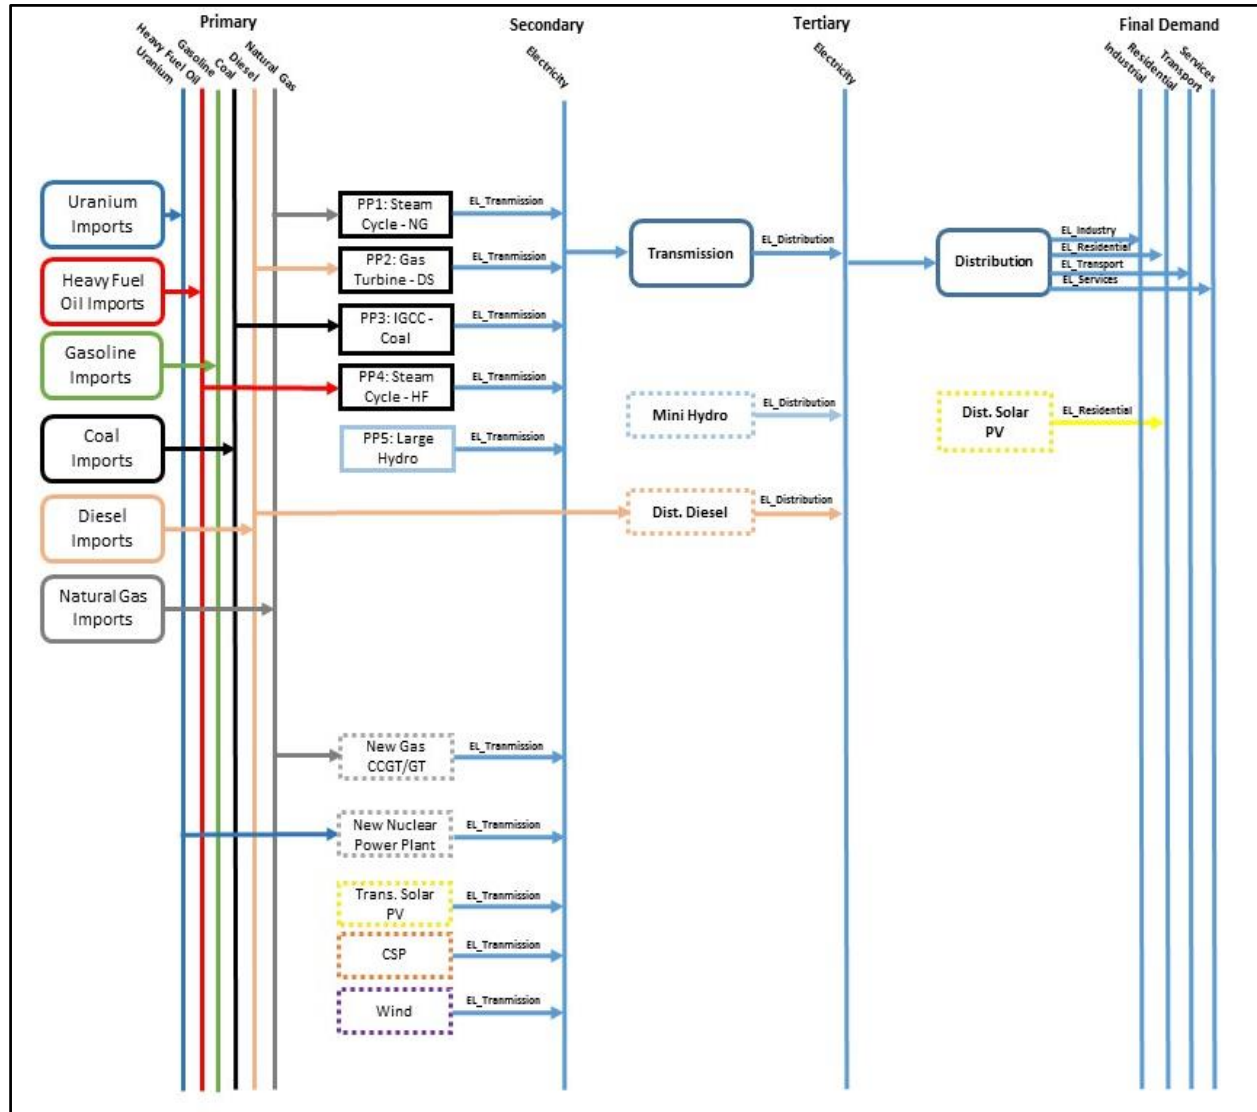 Primary
Secondary
Tertiary
Final Demand
Uranium
Heavy Fuel Oil
Gasoline
Coal
Diesel
Natural Gas
Electricity
Electricity
Industrial
Residential
Transport
Services
Uranium
Imports
Heavy Fuel
Oil Imports
Gasoline
Imports
Coal
Imports
Diesel
Imports
Natural Gas
Imports
PP1: Steam
Cycle - NG
EL_Tranmission
PP2: Gas
Turbine - DS
EL_Tranmission
PP3: IGCC -
Coal
EL_Tranmission
PP4: Steam
Cycle - HF
EL_Tranmission
PP5: Large
Hydro
EL_Tranmission
New Gas
CCGT/GT
EL_Tranmission
New Nuclear
Power Plant
EL_Tranmission
Trans. Solar
PV
EL_Tranmission
CSP
EL_Tranmission
Wind
EL_Tranmission
Transmission
EL_Distribution
Mini Hydro
EL_Distribution
Dist. Diesel
EL_Distribution
Distribution
EL_Industry
EL_Residential
EL_Transport
EL_Services
Dist. Solar
PV
EL_Residential